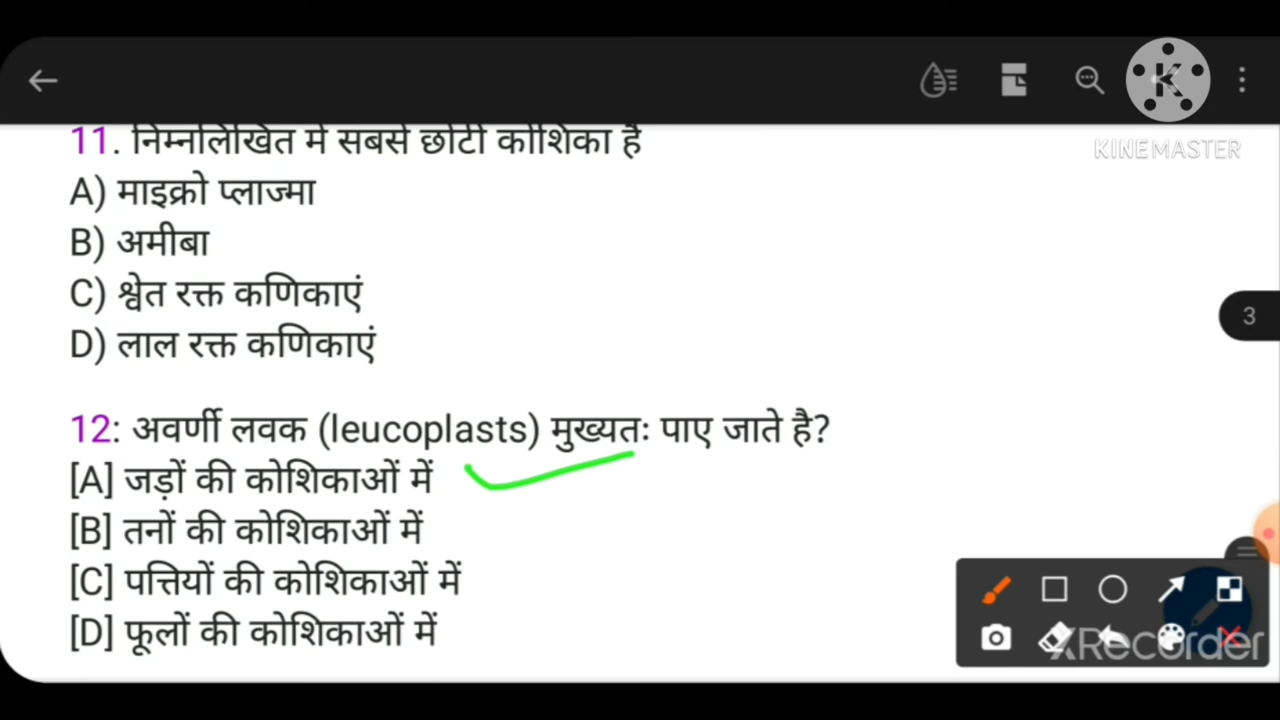 KINEMASTER
11. निम्नलिखित में सबसे छोटी कोशिका है
A) माइक्रो प्लाज्मा
B) अमीबा
C) श्वेत रक्त कणिकाएं
D) लाल रक्त कणिकाएं
3
12: अवर्णी लवक (leucoplasts) मुख्यतः पाए जाते है?
[A] जड़ों की कोशिकाओं में
[B] तनों की कोशिकाओं में
[C] पत्तियों की कोशिकाओं में
[D] फूलों की कोशिकाओं में
XRecorder